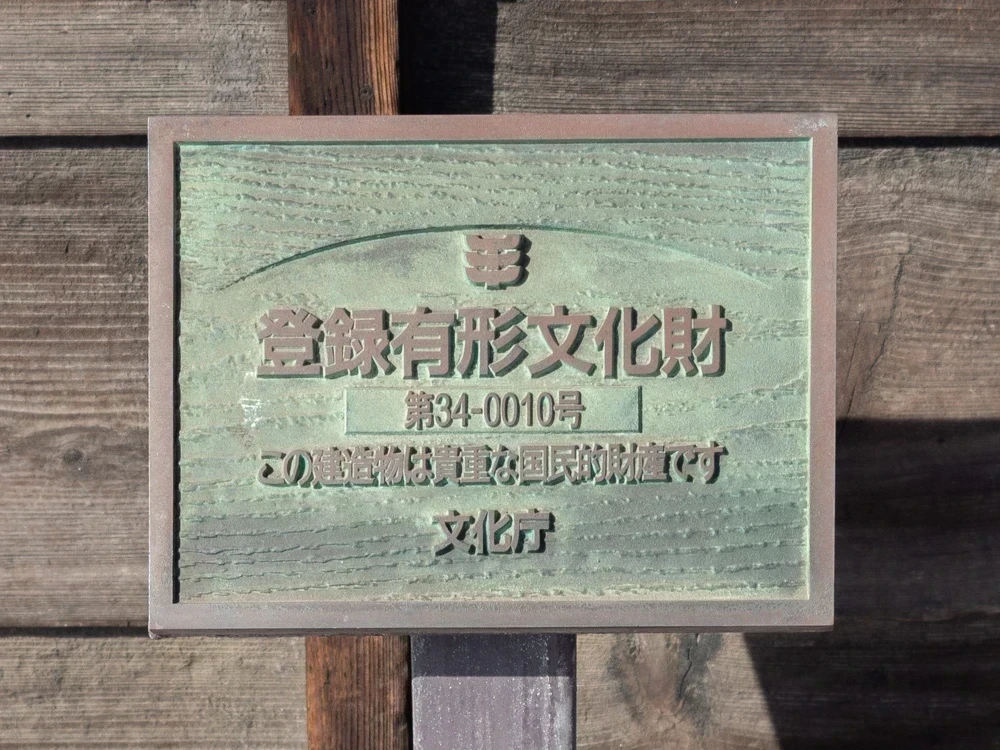 登録有形文化財
第34-0010号
この建造物は貴重な国民的財産です
文化庁